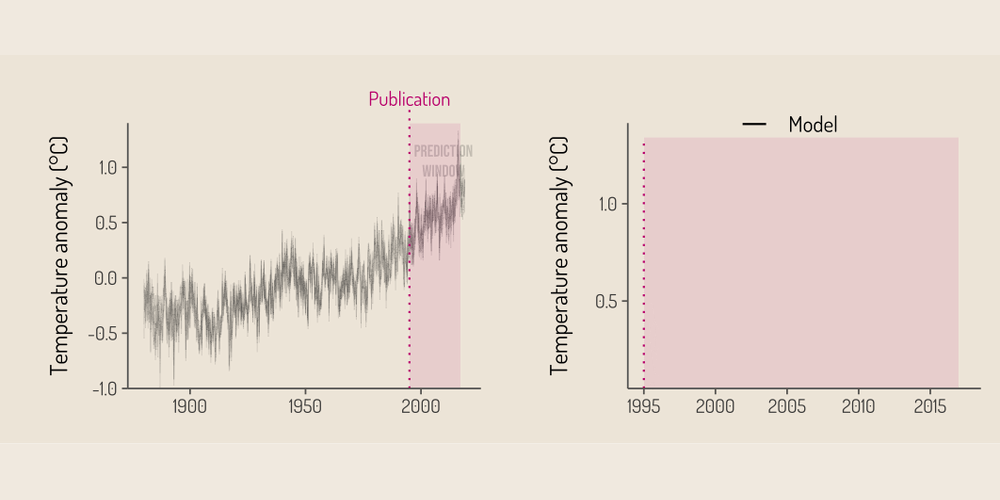 Publication
PREDICTION
WINDOW
Temperature anomaly (°C)
1.0
0.5
0.0
-0.5
-1.0
1900
1950
2000
Model
Temperature anomaly (°C)
1.0
0.5
1995
2000
2005
2010
2015